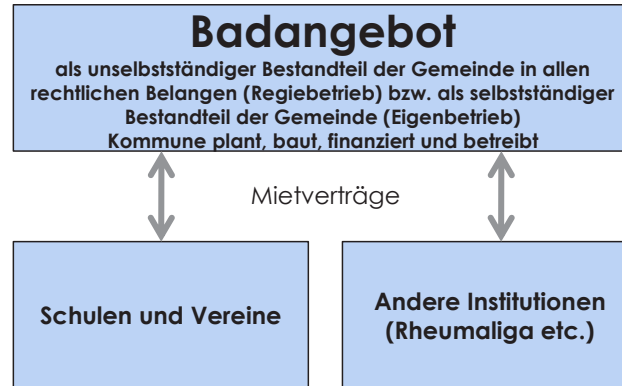 Badangebot
als unselbstständiger Bestandteil der Gemeinde in allen
rechtlichen Belangen (Regiebetrieb) bzw. als selbstständiger
Bestandteil der Gemeinde (Eigenbetrieb)
Kommune plant, baut, finanziert und betreibt
Mietverträge
Schulen und Vereine
Andere Institutionen
(Rheumaliga etc.)